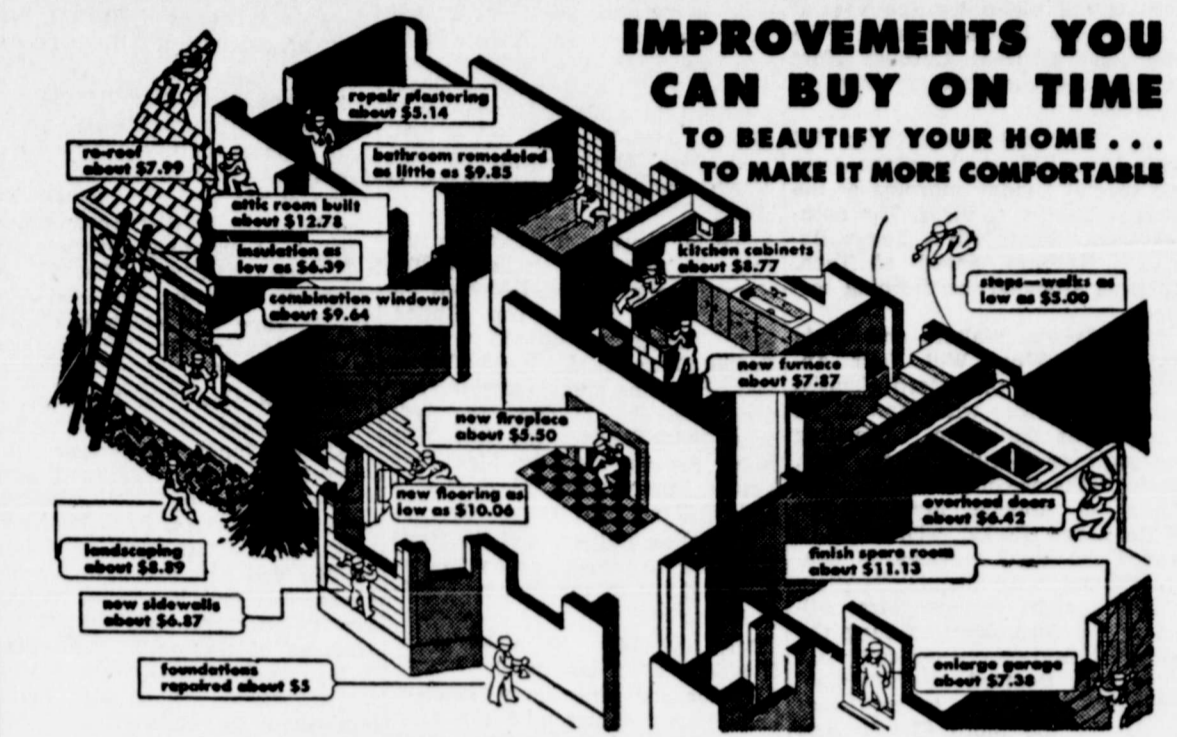 IMPROVEMENTS YOU
CAN BUY ON TIME
TO BEAUTIFY YOUR HOME . . .
TO MAKE IT MORE COMFORTABLE
repair plastering
about $5.14
re-roof
about $7.99
bathroom remodeled
as little as $9.85
attic room built
about $12.78
insulation as
low as $6.39
combination windows
about $9.64
kitchen cabinets
about $8.77
steps—walks as
low as $5.00
new furnace
about $7.87
new fireplace
about $5.50
new flooring as
low as $10.06
overhead doors
about $6.42
landscaping
about $8.89
finish spare room
about $11.13
new sidewalls
about $6.87
foundations
repaired about $5
enlarge garage
about $7.38